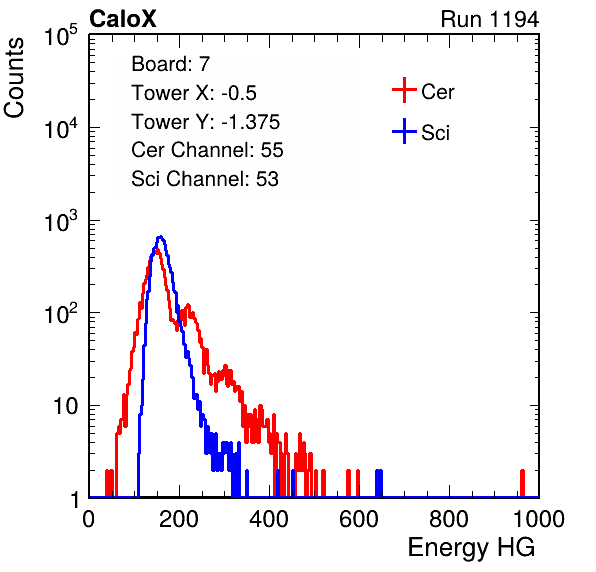 CaloX Run 1194
Counts
Board: 7
Tower X: -0.5
Tower Y: -1.375
Cer Channel: 55
Sci Channel: 53
Cer
Sci
10^5
10^4
10^3
10^2
10
1
0 200 400 600 800 1000
Energy HG